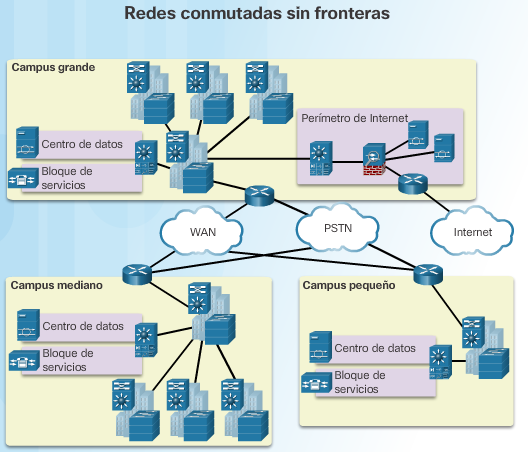 Redes conmutadas sin fronteras
Campus grande
Perímetro de Internet
Centro de datos
Bloque de
servicios
WAN
PSTN
Internet
Campus mediano
Centro de datos
Bloque de
servicios
Campus pequeño
Centro de datos
Bloque de
servicios